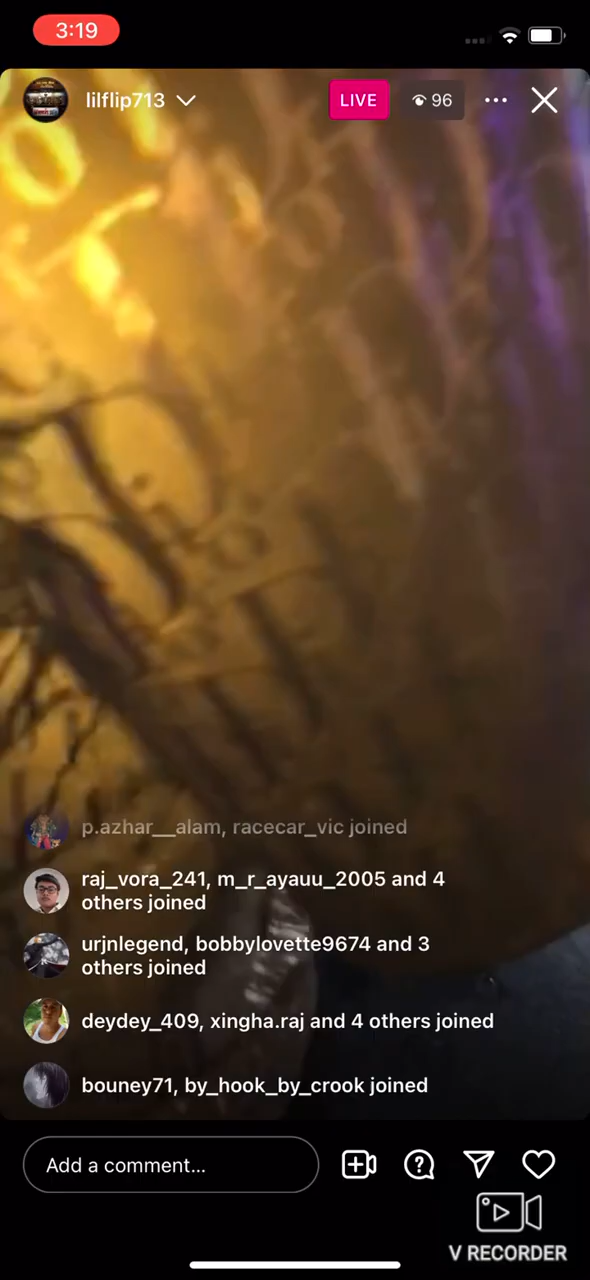 3:19
lilflip713
LIVE
96
p.azhar__alam, racecar_vic joined
raj_vora_241, m_r_ayauu_2005 and 4
others joined
urjnlegend, bobbylovette9674 and 3
others joined
deydey_409, xingha.raj and 4 others joined
bouney71, by_hook_by_crook joined
Add a comment...
V RECORDER